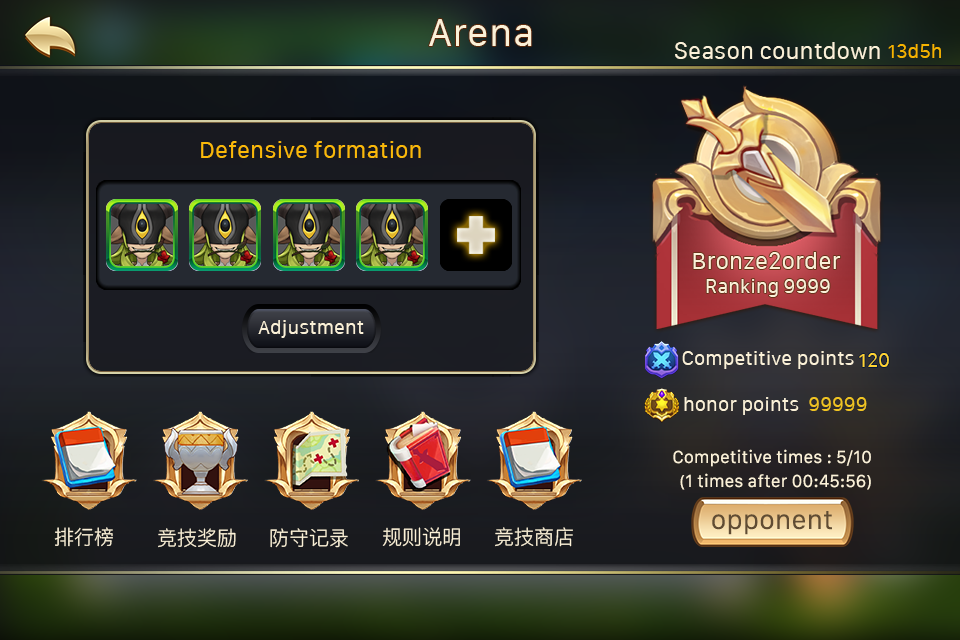 Arena
Season countdown 13d5h
Defensive formation
Adjustment
Bronze2order
Ranking 9999
Competitive points 120
honor points 99999
Competitive times : 5/10
(1 times after 00:45:56)
opponent
排行榜
竞技奖励
防守记录
规则说明
竞技商店